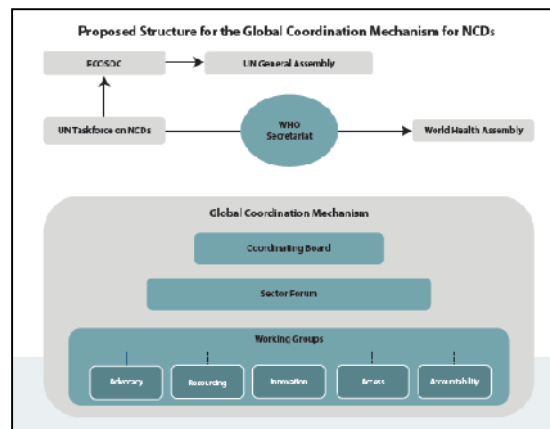 Proposed Structure for the Global Coordination Mechanism for NCDs
ECOSOC
UN General Assembly
UN Taskforce on NCDs
WHO
Secretariat
World Health Assembly
Global Coordination Mechanism
Coordinating Board
Sector Forum
Working Groups
Advocacy
Resourcing
Innovation
Access
Accountability